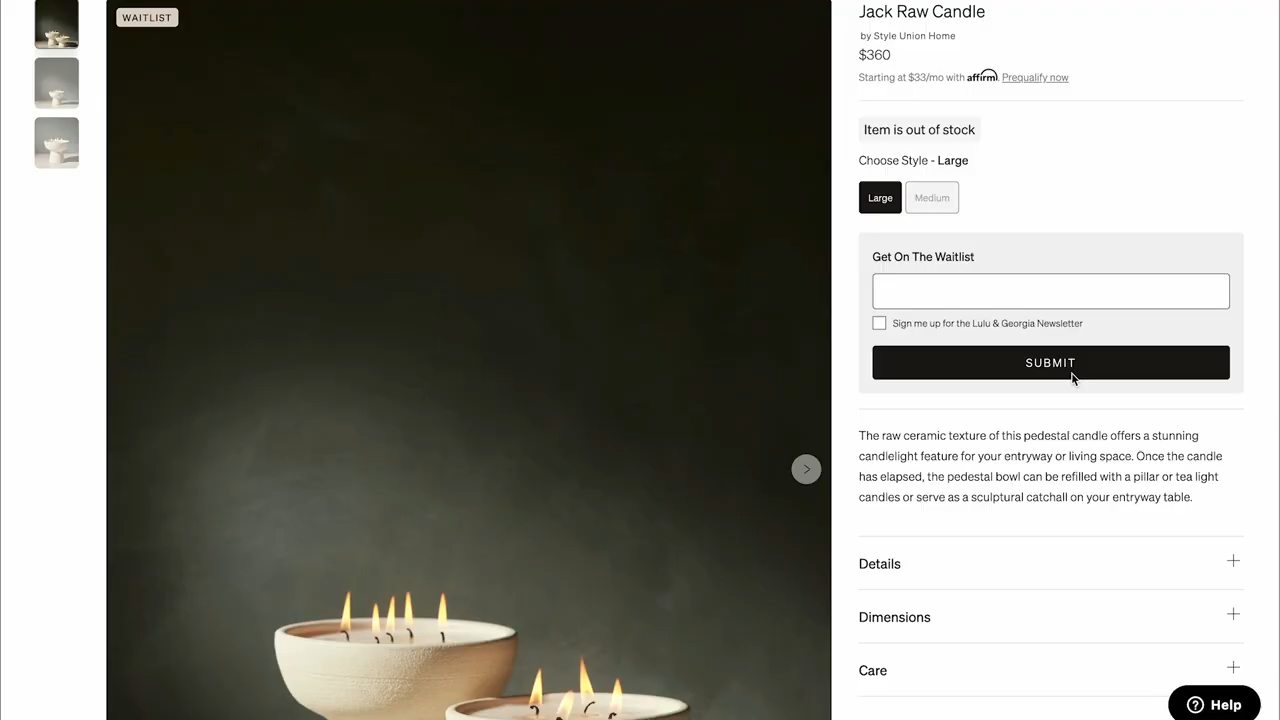 WAITLIST
Jack Raw Candle
by Style Union Home
$360
Starting at $33/mo with affirm. Prequalify now
Item is out of stock
Choose Style - Large
Large
Medium
Get On The Waitlist
Sign me up for the Lulu & Georgia Newsletter
SUBMIT
The raw ceramic texture of this pedestal candle offers a stunning
candlelight feature for your entryway or living space. Once the candle
has elapsed, the pedestal bowl can be refilled with a pillar or tea light
candles or serve as a sculptural catchall on your entryway table.
Details
Dimensions
Care
Help